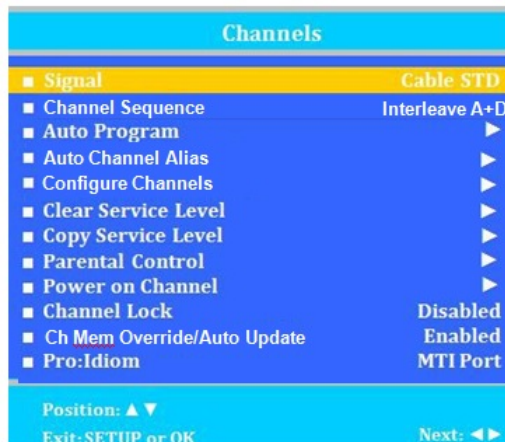 Channels
Signal Cable STD
Channel Sequence Interleave A+D
Auto Program
Auto Channel Alias
Configure Channels
Clear Service Level
Copy Service Level
Parental Control
Power on Channel
Channel Lock Disabled
Ch Mem Override/Auto Update Enabled
Pro:Idiom MTI Port
Position: ▲ ▼
Exit: SETUP or OK Next: ◀ ▶